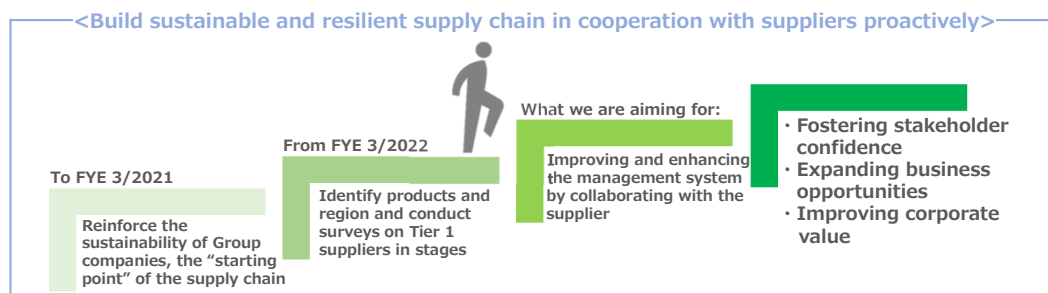 <Build sustainable and resilient supply chain in cooperation with suppliers proactively>
To FYE 3/2021
Reinforce the
sustainability of Group
companies, the “starting
point” of the supply chain
From FYE 3/2022
Identify products and
region and conduct
surveys on Tier 1
suppliers in stages
What we are aiming for:
Improving and enhancing
the management system
by collaborating with the
supplier
・Fostering stakeholder
confidence
・Expanding business
opportunities
・Improving corporate
value